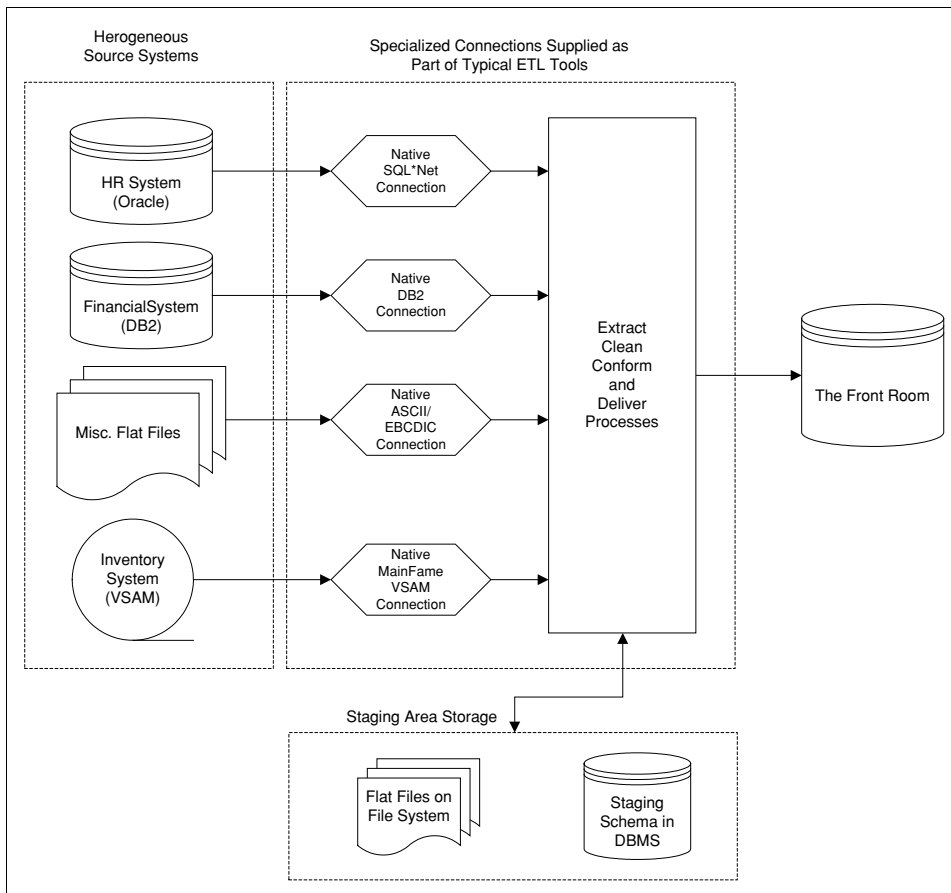 Herogeneous
Source Systems
Specialized Connections Supplied as
Part of Typical ETL Tools
HR System
(Oracle)
Native
SQL*Net
Connection
FinancialSystem
(DB2)
Native
DB2
Connection
Misc. Flat Files
Native
ASCII/
EBCDIC
Connection
Inventory
System
(VSAM)
Native
MainFame
VSAM
Connection
Extract
Clean
Conform
and
Deliver
Processes
The Front Room
Staging Area Storage
Flat Files on
File System
Staging
Schema in
DBMS